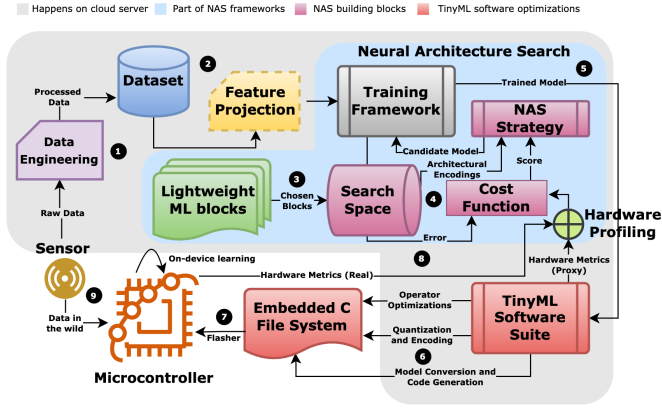 Happens on cloud server
Part of NAS frameworks
NAS building blocks
TinyML software optimizations
Neural Architecture Search
2
5
Dataset
Processed
Data
Feature
Projection
Training
Framework
Trained Model
NAS
Strategy
Data
Engineering
1
Candidate Model
Architectural
Encodings
Score
3
Lightweight
ML blocks
Chosen
Blocks
Search
Space
4
Cost
Function
Hardware
Profiling
Raw Data
Error
Sensor
8
On-device learning
Hardware Metrics (Real)
Hardware Metrics
(Proxy)
9
Data in
the wild
7
Flasher
Embedded C
File System
Operator
Optimizations
Quantization
and Encoding
TinyML
Software
Suite
6
Model Conversion and
Code Generation
Microcontroller